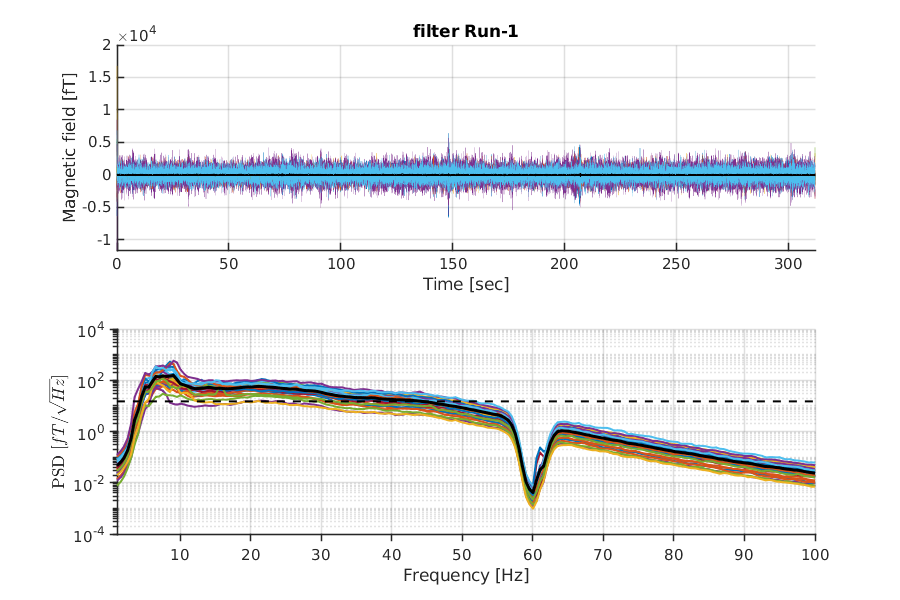 filter Run-1
×10⁴
2
1.5
1
0.5
0
-0.5
-1
Magnetic field [fT]
0 50 100 150 200 250 300
Time [sec]
10⁴
10²
10⁰
10⁻²
10⁻⁴
PSD [fT/√Hz]
10 20 30 40 50 60 70 80 90 100
Frequency [Hz]